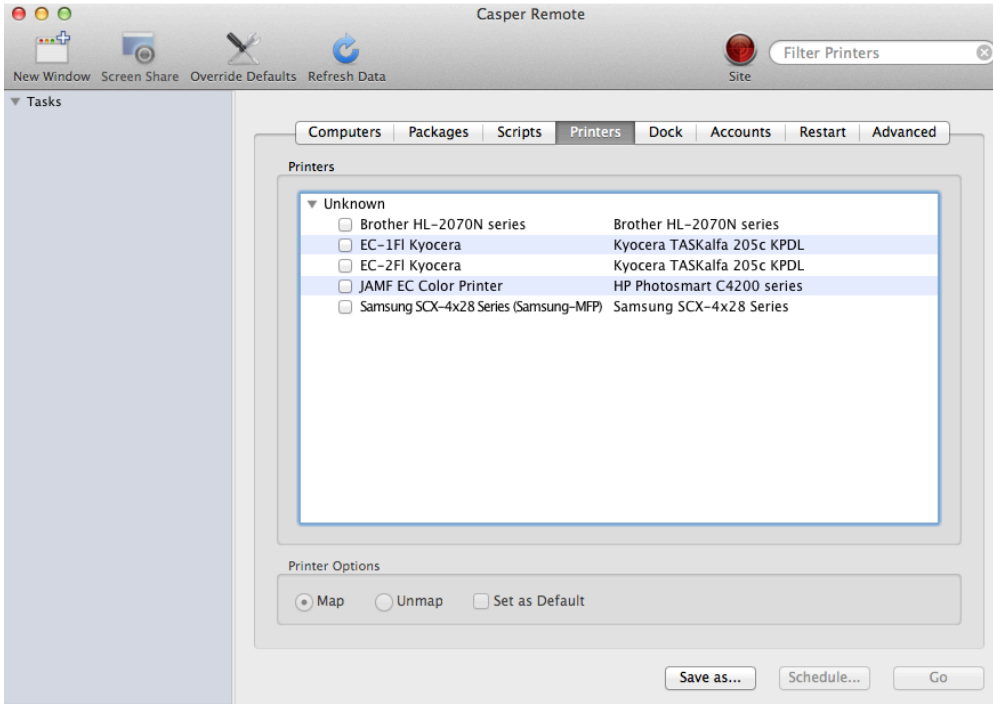 Casper Remote
New Window Screen Share Override Defaults Refresh Data Site Filter Printers
Tasks
Computers Packages Scripts Printers Dock Accounts Restart Advanced
Printers
Unknown
Brother HL-2070N series Brother HL-2070N series
EC-1Fl Kyocera Kyocera TASKalfa 205c KPDL
EC-2Fl Kyocera Kyocera TASKalfa 205c KPDL
JAMF EC Color Printer HP Photosmart C4200 series
Samsung SCX-4x28 Series (Samsung-MFP) Samsung SCX-4x28 Series
Printer Options
Map Unmap Set as Default
Save as... Schedule... Go